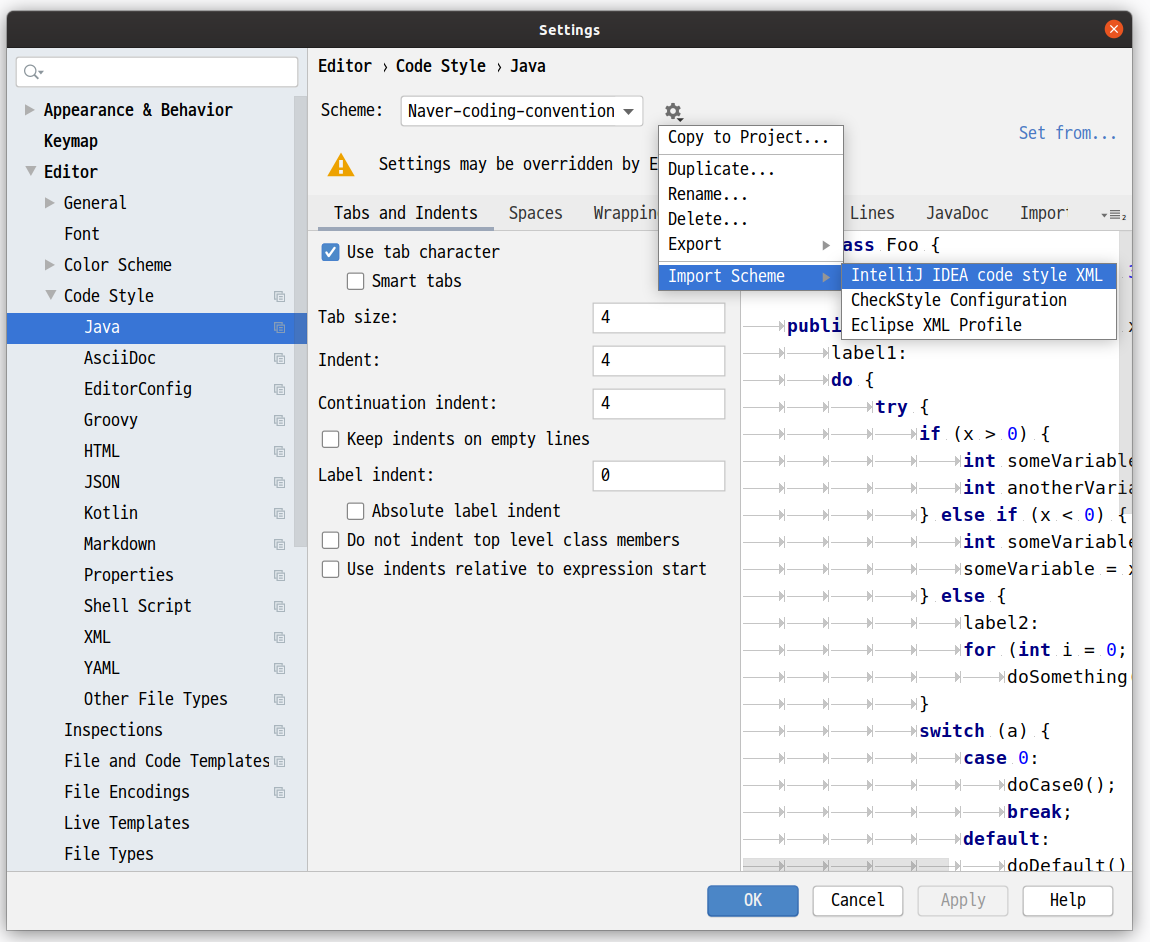 Settings
Editor › Code Style › Java
Scheme: Naver-coding-convention
Set from...
Settings may be overridden by E
Copy to Project...
Duplicate...
Rename...
Delete...
Export
Import Scheme
IntelliJ IDEA code style XML
CheckStyle Configuration
Eclipse XML Profile
Appearance & Behavior
Keymap
Editor
General
Font
Color Scheme
Code Style
Java
AsciiDoc
EditorConfig
Groovy
HTML
JSON
Kotlin
Markdown
Properties
Shell Script
XML
YAML
Other File Types
Inspections
File and Code Templates
File Encodings
Live Templates
File Types
Tabs and Indents Spaces Wrappin Lines JavaDoc Impor
Use tab character
Smart tabs
Tab size: 4
Indent: 4
Continuation indent: 4
Keep indents on empty lines
Label indent: 0
Absolute label indent
Do not indent top level class members
Use indents relative to expression start
ass Foo {
publi
label1:
do {
try {
if (x > 0) {
int someVariable
int anotherVaria
} else if (x < 0) {
int someVariable
someVariable = x
} else {
label2:
for (int i = 0;
doSomething
}
switch (a) {
case 0:
doCase0();
break;
default:
doDefault()
OK Cancel Apply Help